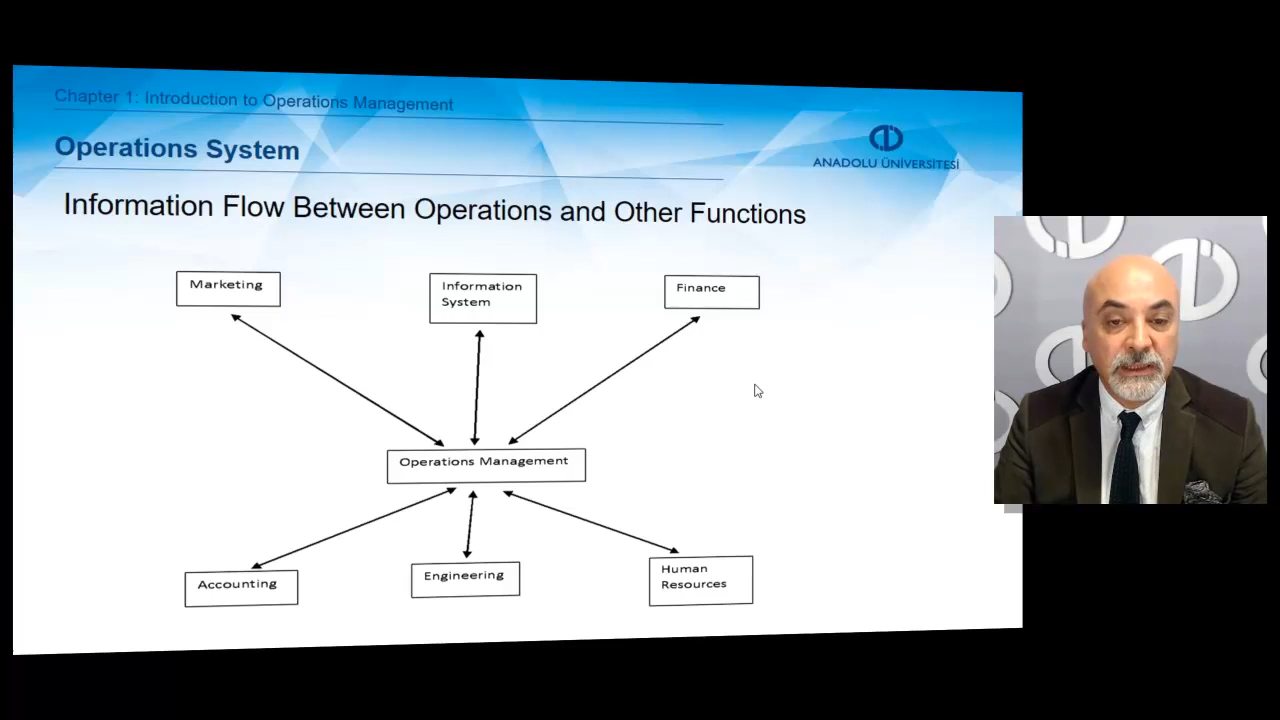 Chapter 1: Introduction to Operations Management
Operations System
ANADOLU ÜNİVERSİTESİ
Information Flow Between Operations and Other Functions
Marketing
Information
System
Finance
Operations Management
Accounting
Engineering
Human
Resources